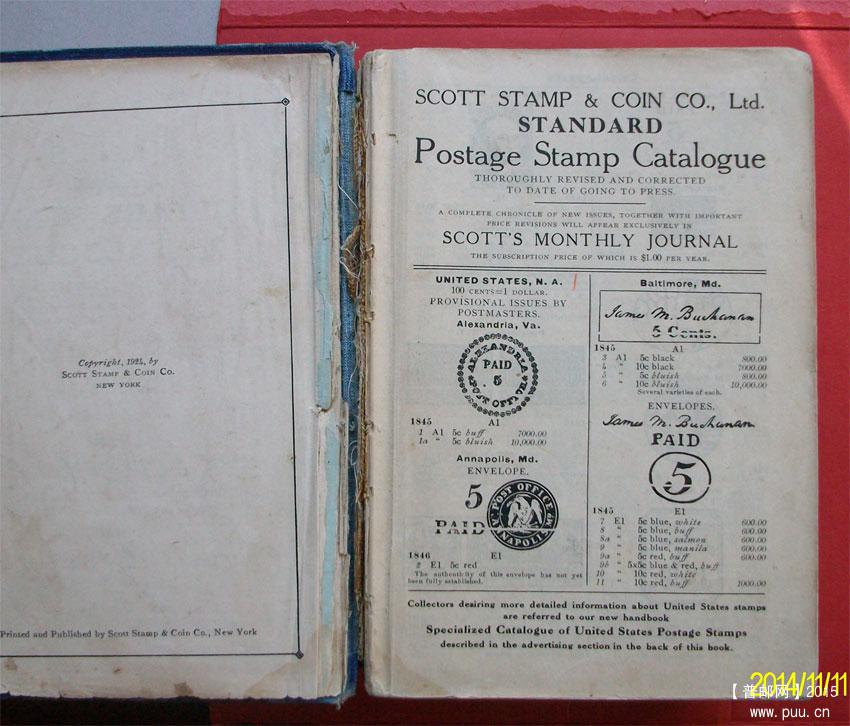 Copyright, 1924, by
SCOTT STAMP & COIN CO.
NEW YORK
Printed and Published by Scott Stamp & Coin Co., New York
SCOTT STAMP & COIN CO., Ltd.
STANDARD
Postage Stamp Catalogue
THOROUGHLY REVISED AND CORRECTED
TO DATE OF GOING TO PRESS.
A COMPLETE CHRONICLE OF NEW ISSUES, TOGETHER WITH IMPORTANT
PRICE REVISIONS WILL APPEAR EXCLUSIVELY IN
SCOTT'S MONTHLY JOURNAL
THE SUBSCRIPTION PRICE OF WHICH IS $1.00 PER YEAR.
UNITED STATES, N. A.
100 CENTS=1 DOLLAR.
PROVISIONAL ISSUES BY
POSTMASTERS.
Alexandria, Va.
ALEXANDRIA
PAID
5
POST OFFICE
1845 A1
1 A1 5c buff 7000.00
1a " 5c bluish 10,000.00
Annapolis, Md.
ENVELOPE.
5
PAID
POST OFFICE
ANNAPOLIS MD
1846 E1
2 E1 5c red
The authenticity of this envelope has not yet
been fully established.
Baltimore, Md.
James M. Buchanan
5 Cents.
1845 A1
3 A1 5c black 800.00
4 " 10c black 7000.00
5 " 5c bluish 800.00
6 " 10c bluish 10,000.00
Several varieties of each.
ENVELOPES.
James M. Buchanan
PAID
5
1845 E1
7 E1 5c blue, white 600.00
8 " 5c blue, buff 600.00
8a " 5c blue, salmon 600.00
9 " 5c blue, manila 600.00
9a " 5c red, buff 600.00
9b " 5x5c blue & red, buff
10 " 10c red, white
11 " 10c red, buff 1000.00
Collectors desiring more detailed information about United States stamps
are referred to our new handbook
Specialized Catalogue of United States Postage Stamps
described in the advertising section in the back of this book.
2014/11/11
【普邮网】2015
www.puu.cn